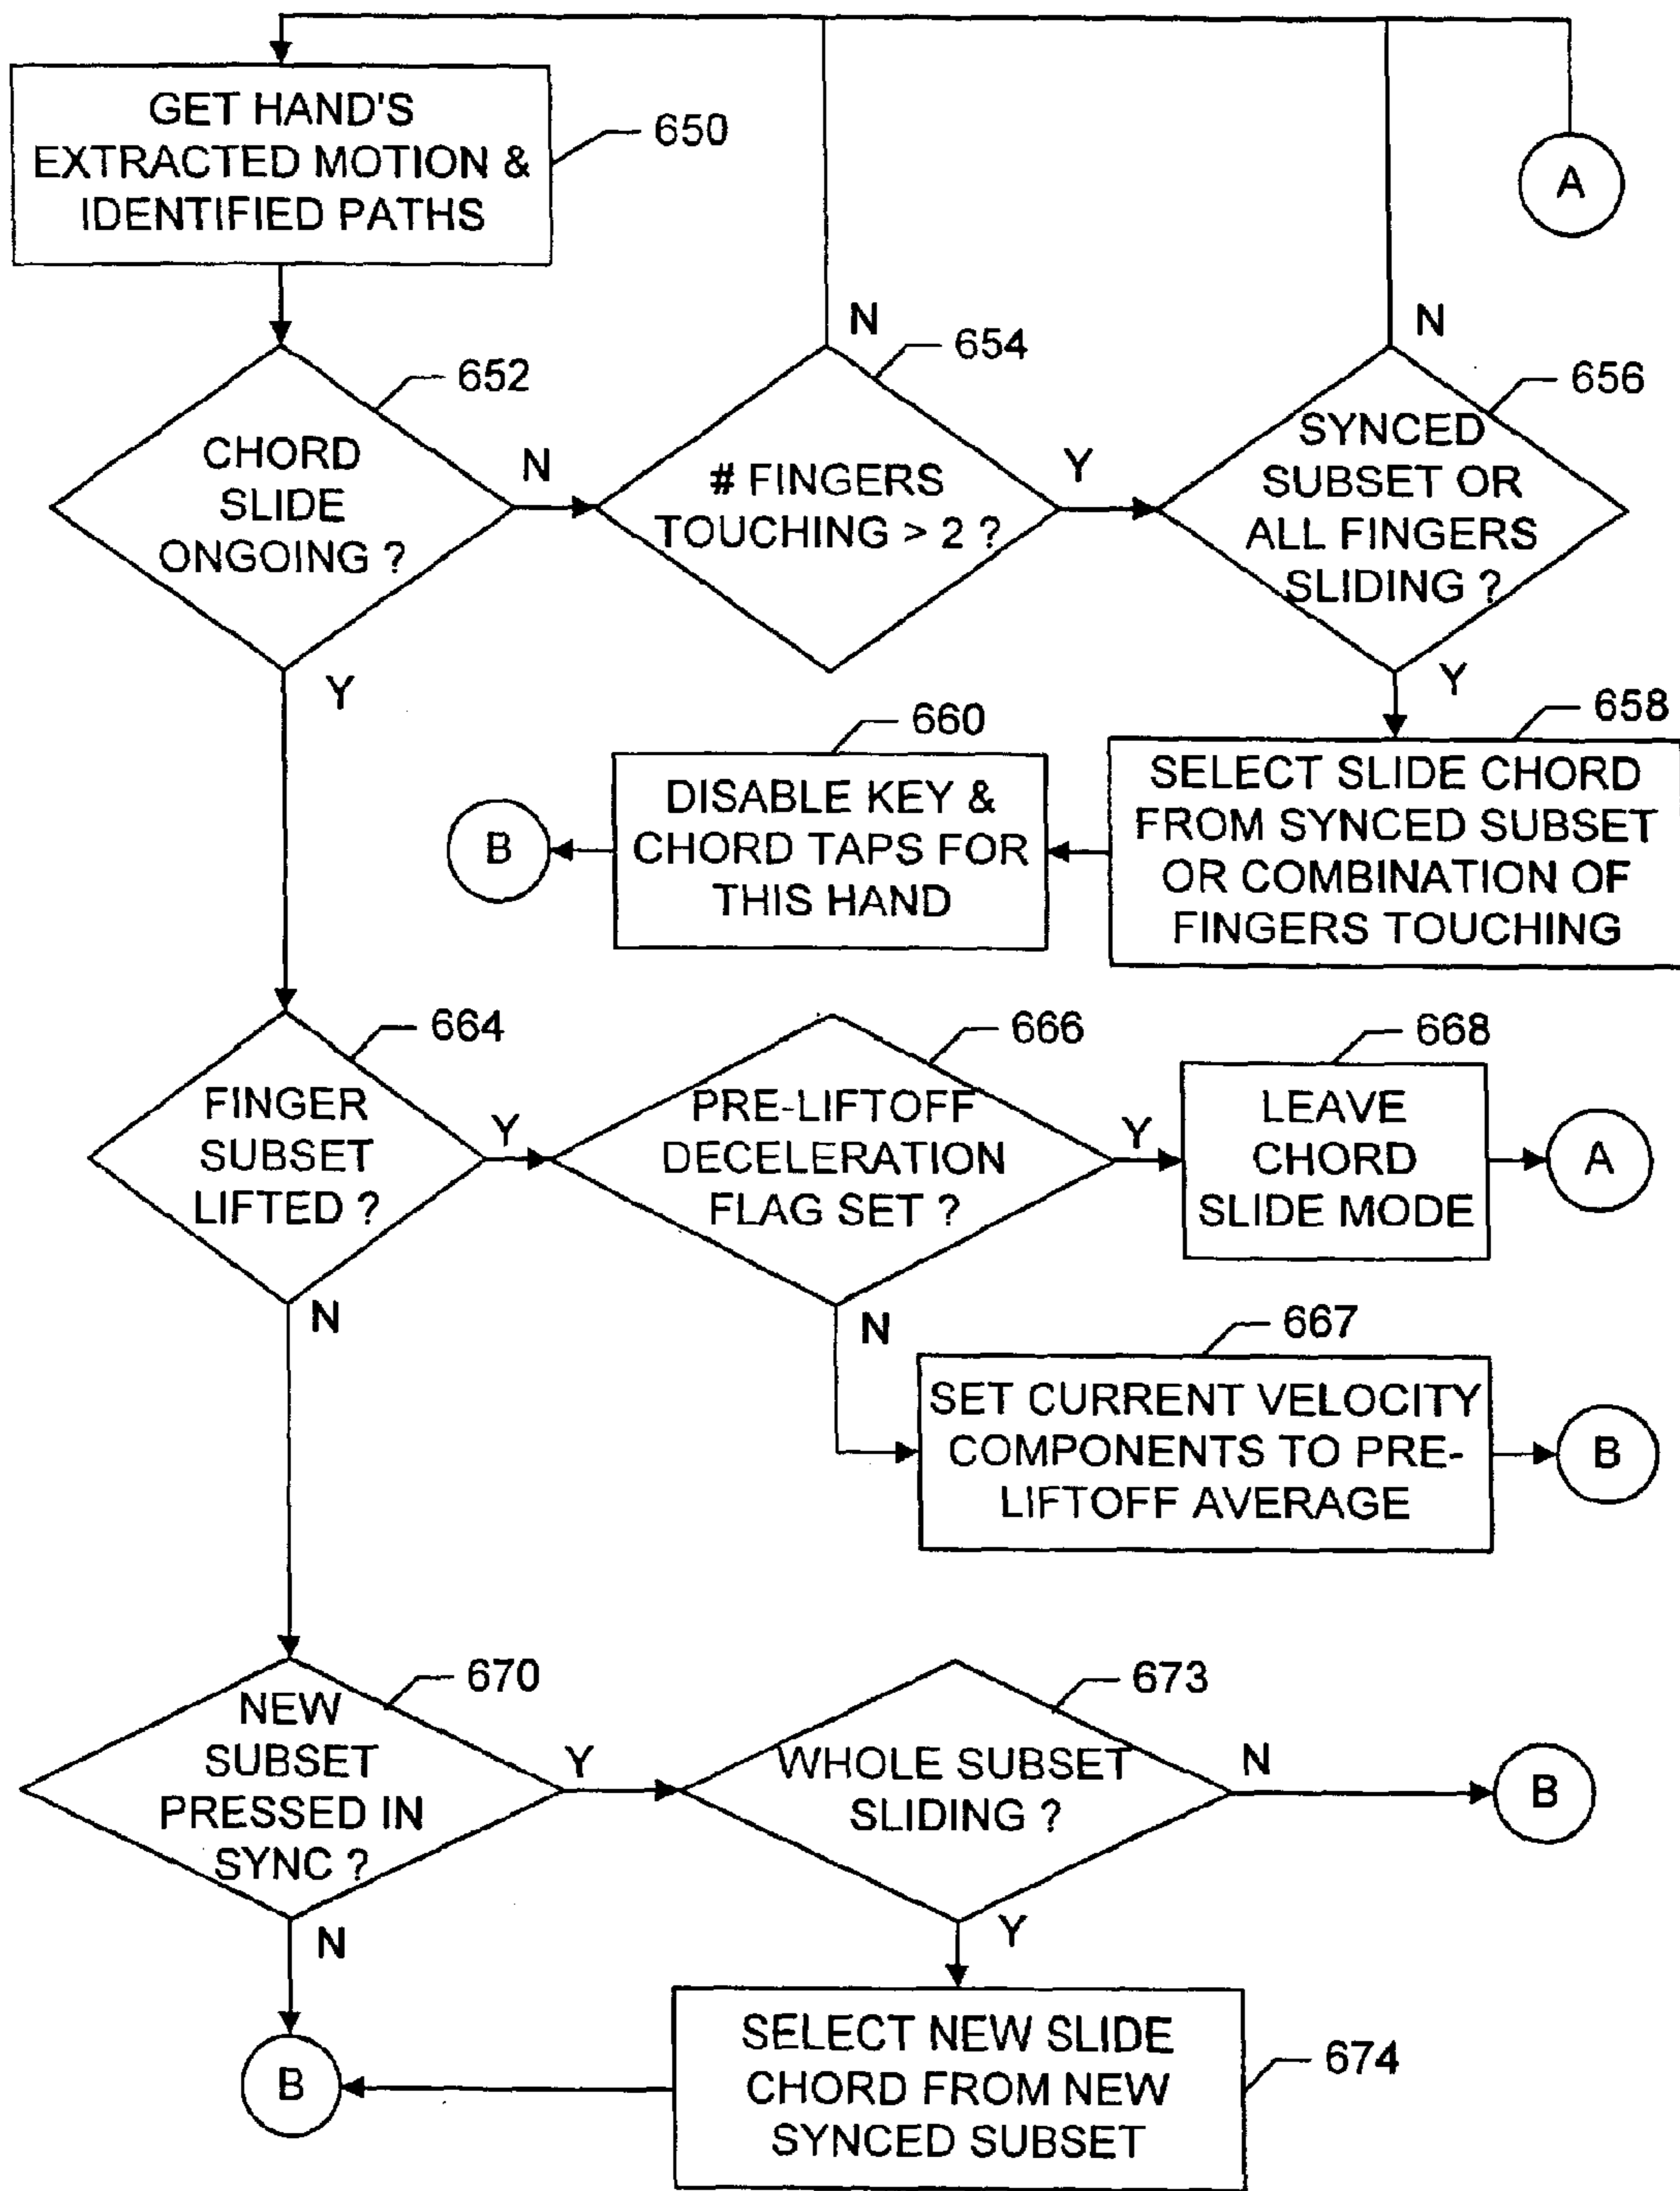 GET HAND'S
EXTRACTED MOTION &
IDENTIFIED PATHS
650
A
652
CHORD
SLIDE
ONGOING ?
N
Y
654
# FINGERS
TOUCHING > 2 ?
N
Y
656
SYNCED
SUBSET OR
ALL FINGERS
SLIDING ?
N
Y
658
SELECT SLIDE CHORD
FROM SYNCED SUBSET
OR COMBINATION OF
FINGERS TOUCHING
660
DISABLE KEY &
CHORD TAPS FOR
THIS HAND
B
664
FINGER
SUBSET
LIFTED ?
Y
N
666
PRE-LIFTOFF
DECELERATION
FLAG SET ?
Y
N
668
LEAVE
CHORD
SLIDE MODE
A
667
SET CURRENT VELOCITY
COMPONENTS TO PRE-
LIFTOFF AVERAGE
B
670
NEW
SUBSET
PRESSED IN
SYNC ?
Y
N
673
WHOLE SUBSET
SLIDING ?
N
B
Y
674
SELECT NEW SLIDE
CHORD FROM NEW
SYNCED SUBSET
B